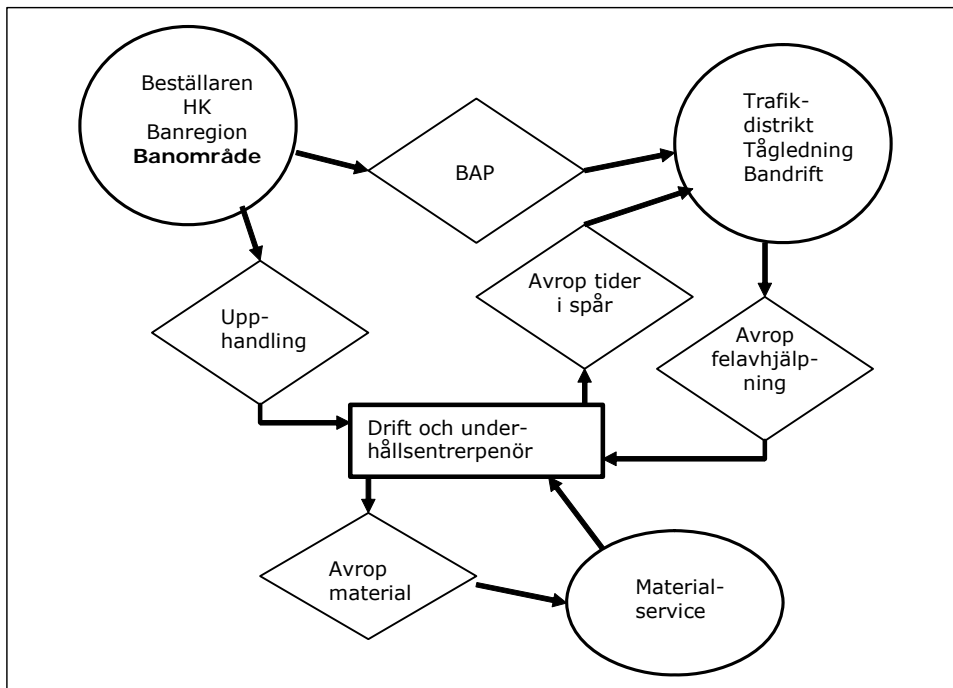 Beställaren
HK
Banregion
Banområde
BAP
Trafik-
distrikt
Tågledning
Bandrift
Upp-
handling
Avrop tider
i spår
Avrop
felavhjälp-
ning
Drift och under-
hållsentrerpenör
Avrop
material
Material-
service